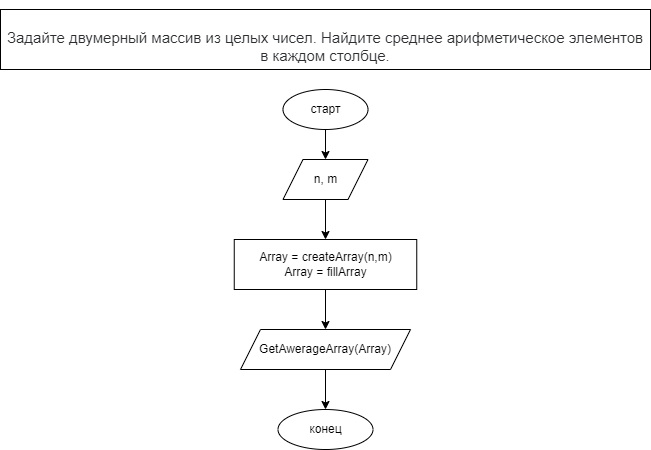 Задайте двумерный массив из целых чисел. Найдите среднее арифметическое элементов
в каждом столбце.
старт
n, m
Array = createArray(n,m)
Array = fillArray
GetAwerageArray(Array)
конец